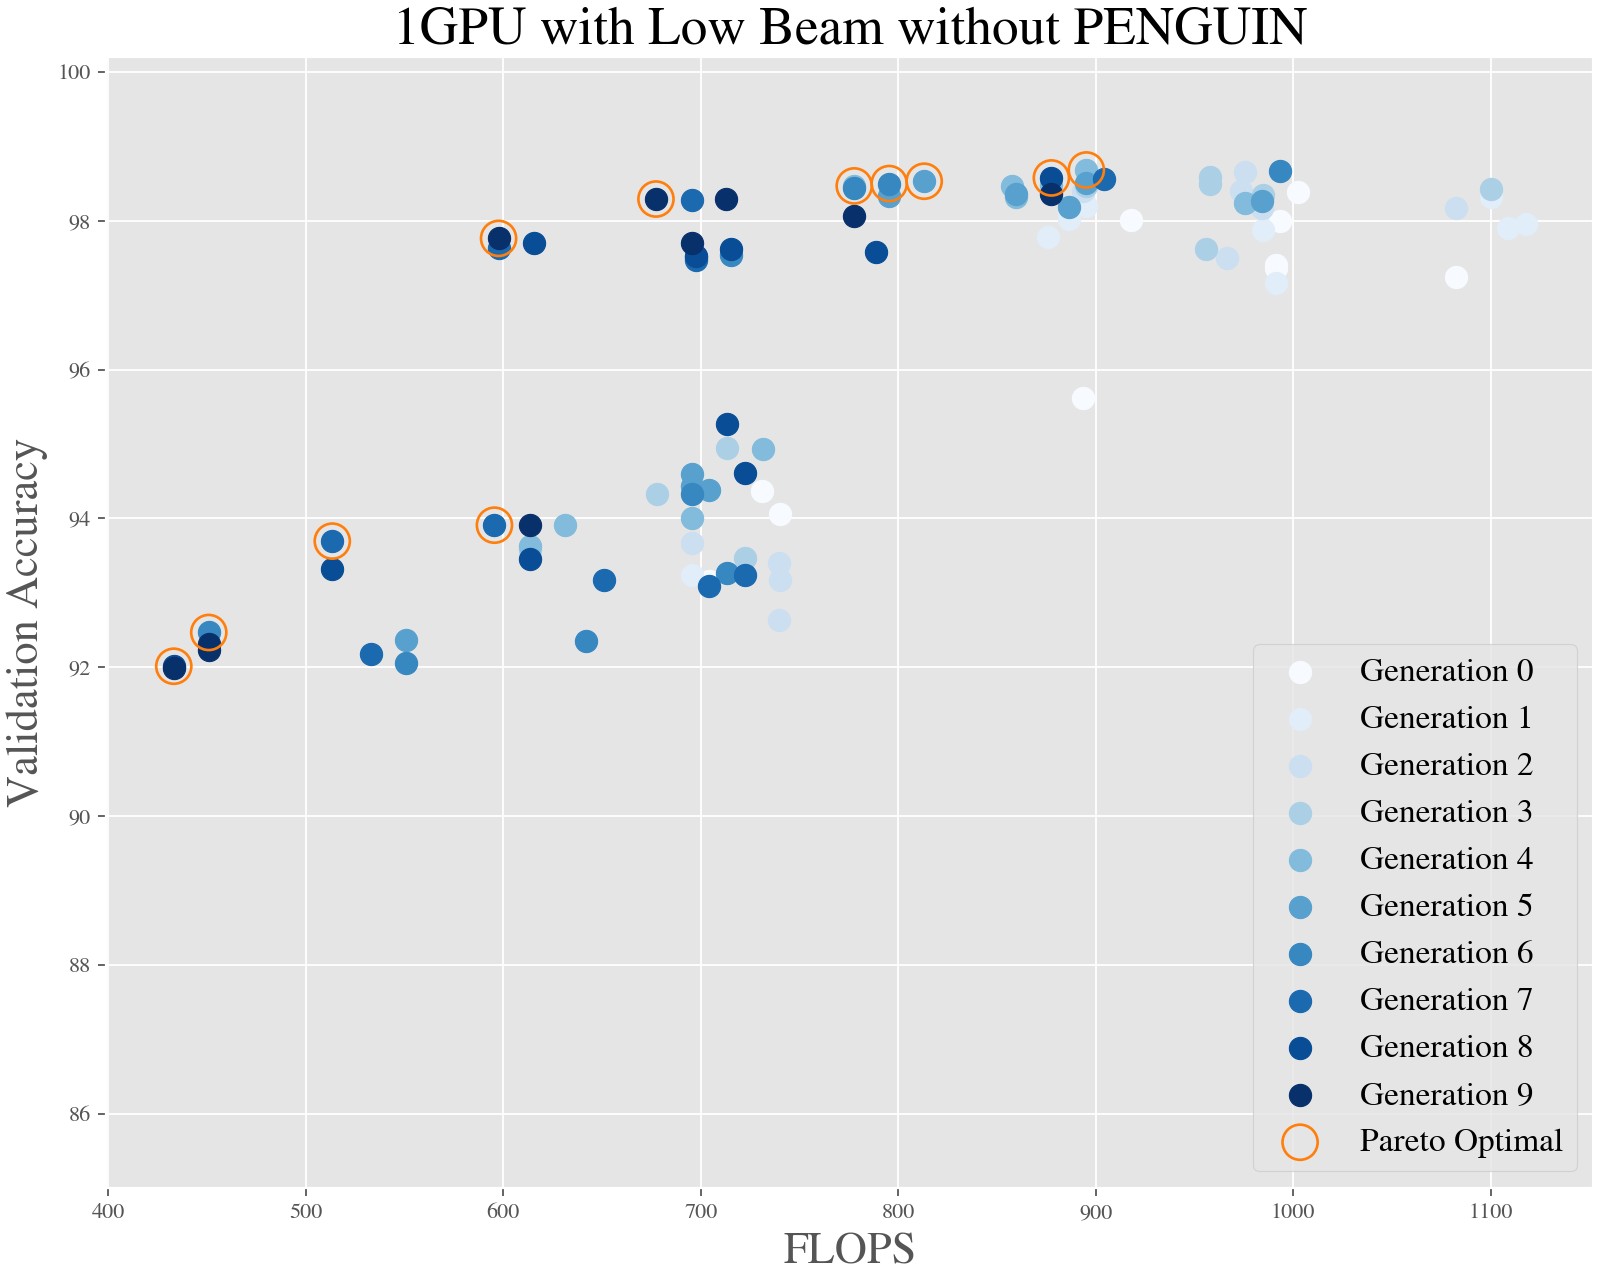 1GPU with Low Beam without PENGUIN
100
98
96
94
92
90
88
86
Validation Accuracy
400 500 600 700 800 900 1000 1100
FLOPS
Generation 0
Generation 1
Generation 2
Generation 3
Generation 4
Generation 5
Generation 6
Generation 7
Generation 8
Generation 9
Pareto Optimal